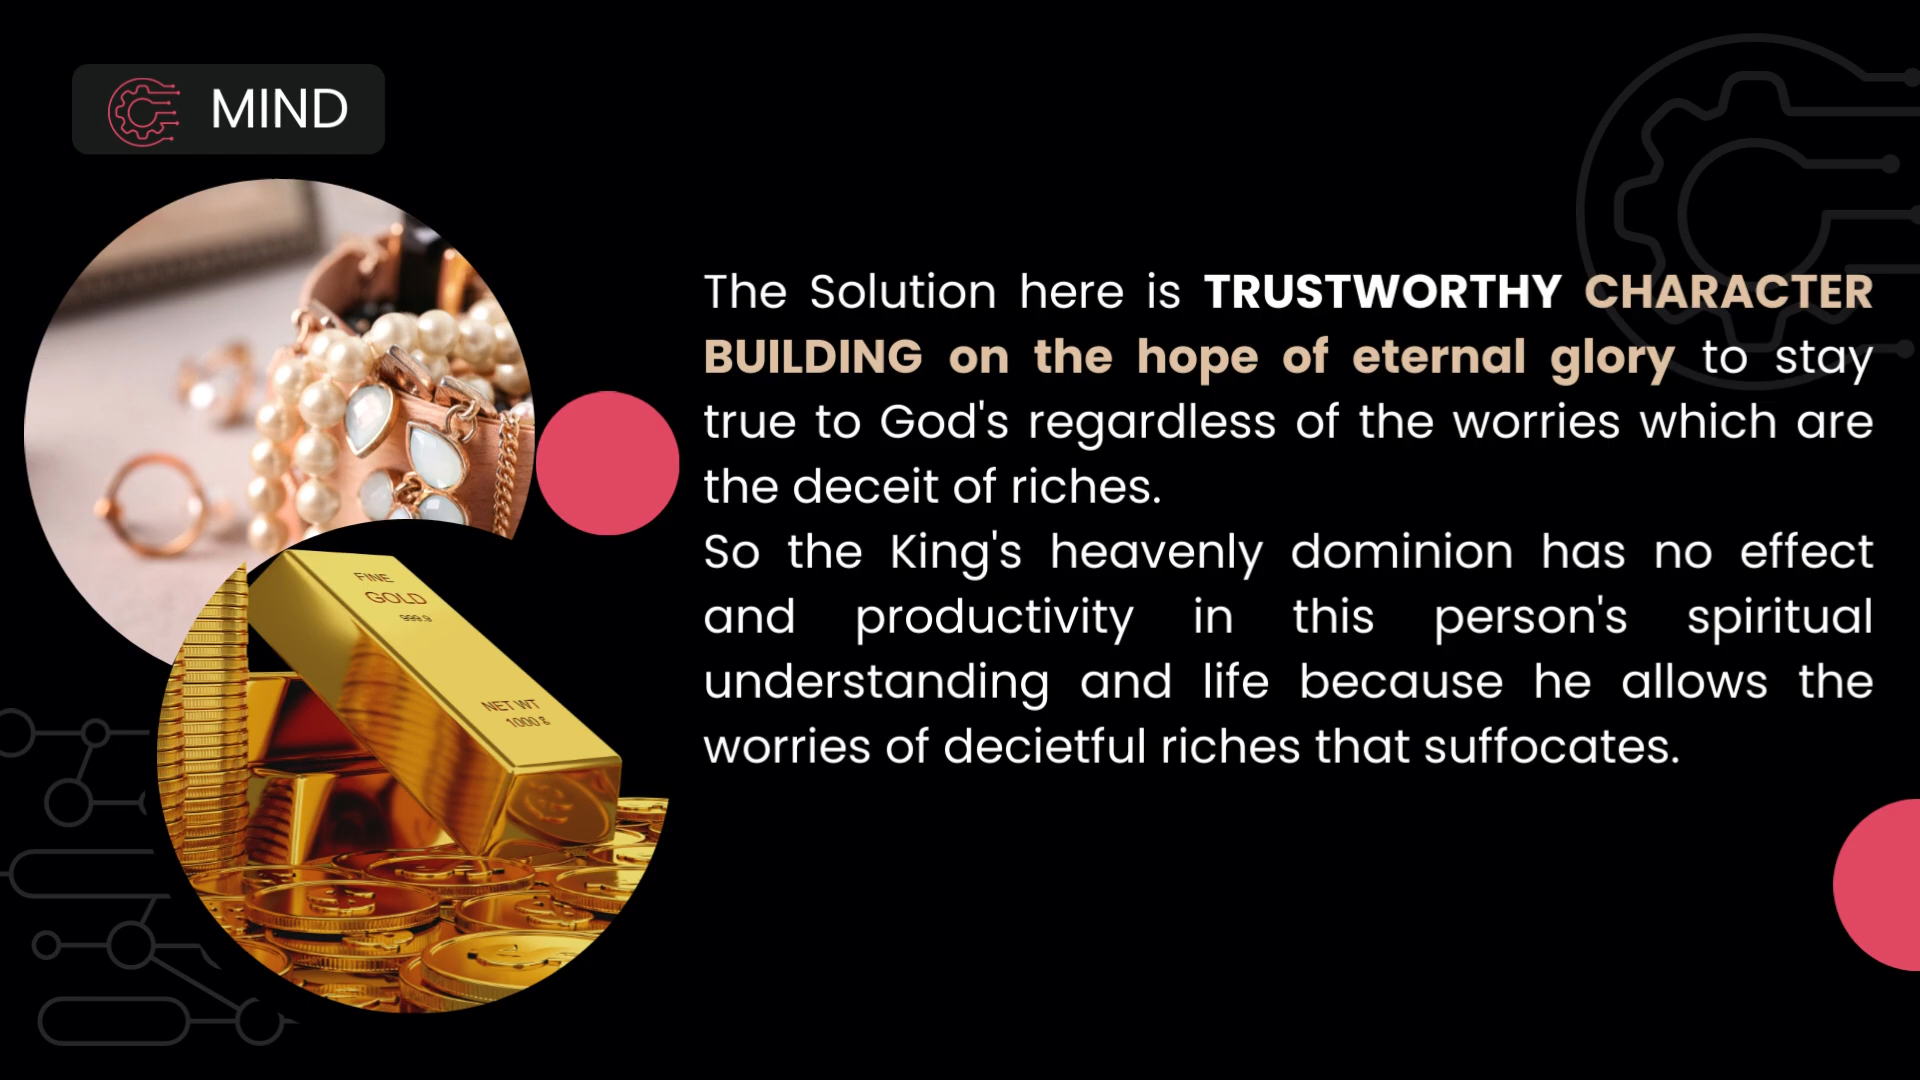 MIND
The Solution here is TRUSTWORTHY CHARACTER
BUILDING on the hope of eternal glory to stay
true to God's regardless of the worries which are
the deceit of riches.
So the King's heavenly dominion has no effect
and productivity in this person's spiritual
understanding and life because he allows the
worries of decietful riches that suffocates.
FINE
GOLD
999.9
NET WT
1000 g